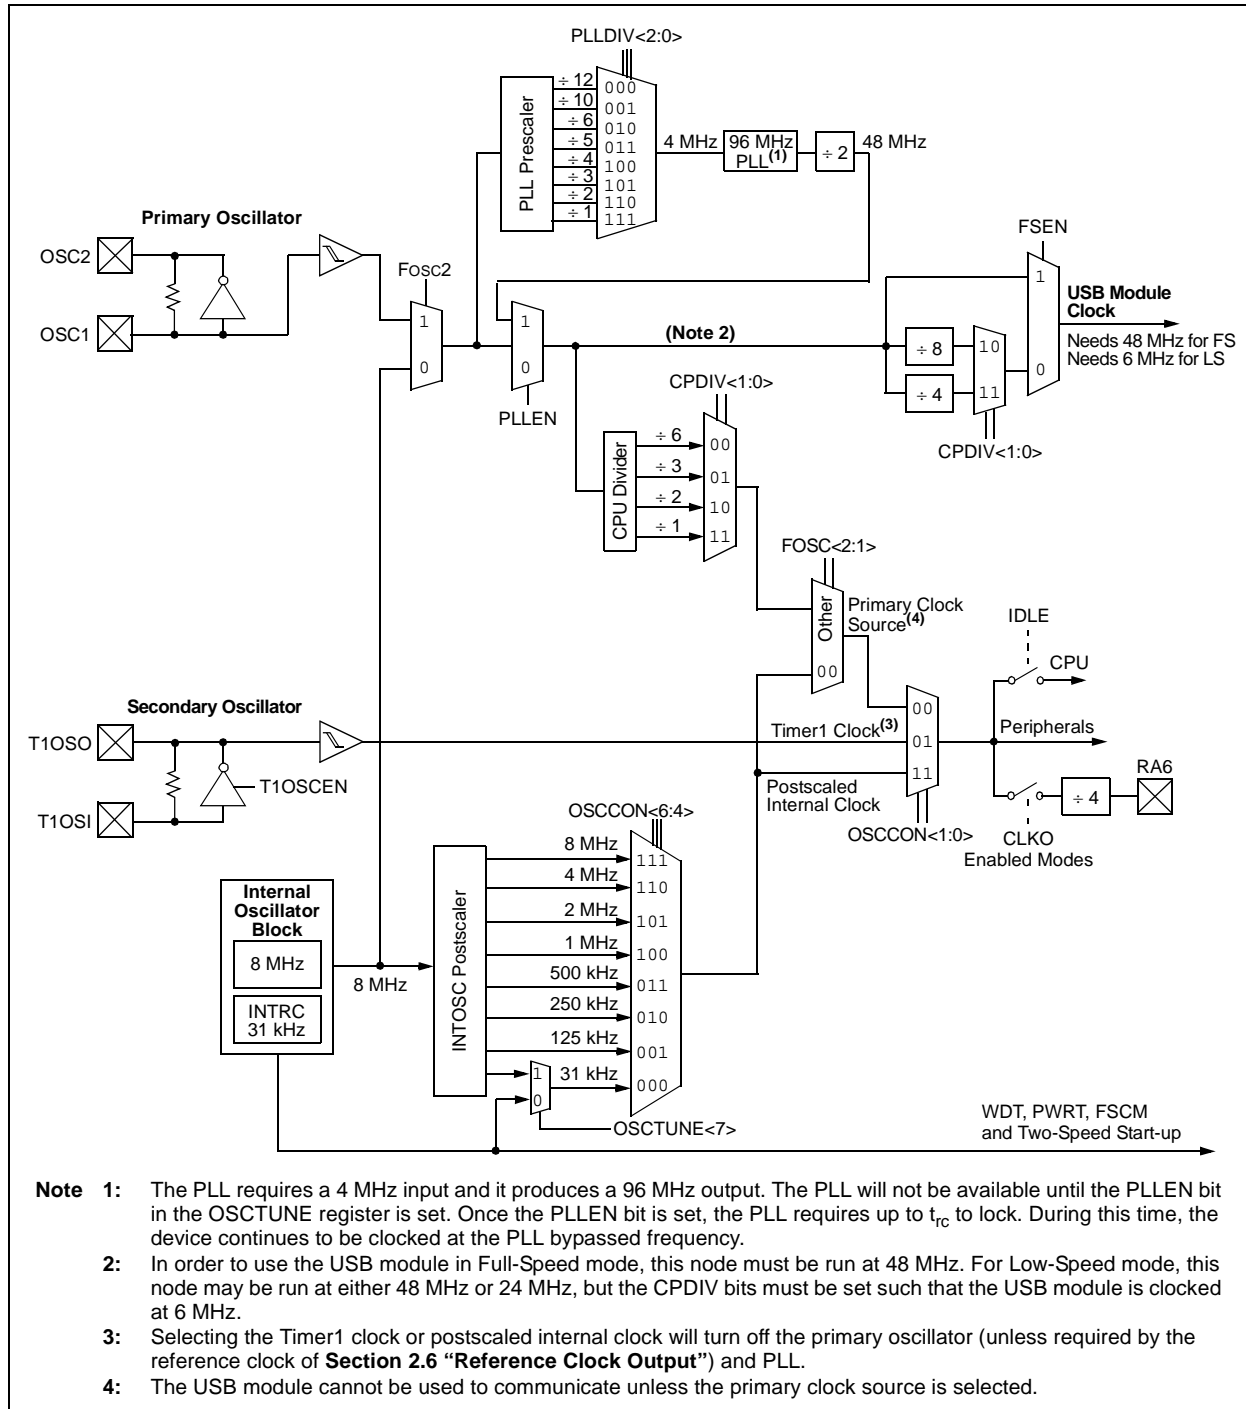 PLLDIV<2:0>
PLL Prescaler
÷ 12
÷ 10
÷ 6
÷ 5
÷ 4
÷ 3
÷ 2
÷ 1
000
001
010
011
100
101
110
111
4 MHz
96 MHz
PLL(1)
÷ 2
48 MHz
Primary Oscillator
OSC2
OSC1
FOSC2
1
0
1
0
PLLEN
(Note 2)
FSEN
1
0
USB Module
Clock
Needs 48 MHz for FS
Needs 6 MHz for LS
÷ 8
÷ 4
10
11
CPDIV<1:0>
CPDIV<1:0>
CPU Divider
÷ 6
÷ 3
÷ 2
÷ 1
00
01
10
11
FOSC<2:1>
Other
00
Primary Clock
Source(4)
IDLE
CPU
Secondary Oscillator
T1OSO
T1OSI
T1OSCEN
Timer1 Clock(3)
Postscaled
Internal Clock
00
01
11
OSCCON<1:0>
Peripherals
RA6
÷ 4
CLKO
Enabled Modes
OSCCON<6:4>
Internal
Oscillator
Block
8 MHz
INTRC
31 kHz
8 MHz
INTOSC Postscaler
8 MHz
4 MHz
2 MHz
1 MHz
500 kHz
250 kHz
125 kHz
31 kHz
111
110
101
100
011
010
001
000
1
0
OSCTUNE<7>
WDT, PWRT, FSCM
and Two-Speed Start-up
Note 1: The PLL requires a 4 MHz input and it produces a 96 MHz output. The PLL will not be available until the PLLEN bit
in the OSCTUNE register is set. Once the PLLEN bit is set, the PLL requires up to trc to lock. During this time, the
device continues to be clocked at the PLL bypassed frequency.
2: In order to use the USB module in Full-Speed mode, this node must be run at 48 MHz. For Low-Speed mode, this
node may be run at either 48 MHz or 24 MHz, but the CPDIV bits must be set such that the USB module is clocked
at 6 MHz.
3: Selecting the Timer1 clock or postscaled internal clock will turn off the primary oscillator (unless required by the
reference clock of Section 2.6 “Reference Clock Output”) and PLL.
4: The USB module cannot be used to communicate unless the primary clock source is selected.